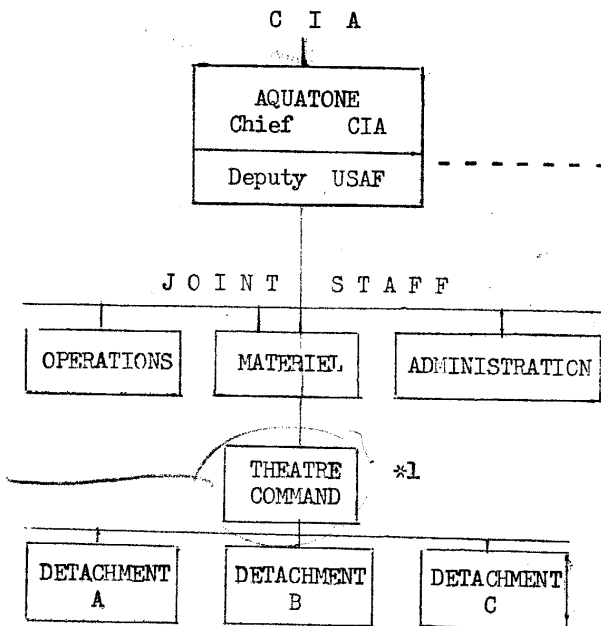 C I A
AQUATONE
Chief CIA
Deputy USAF
J O I N T S T A F F
OPERATIONS MATERIEL ADMINISTRATION
THEATRE *1
COMMAND
DETACHMENT DETACHMENT DETACHMENT
A B C